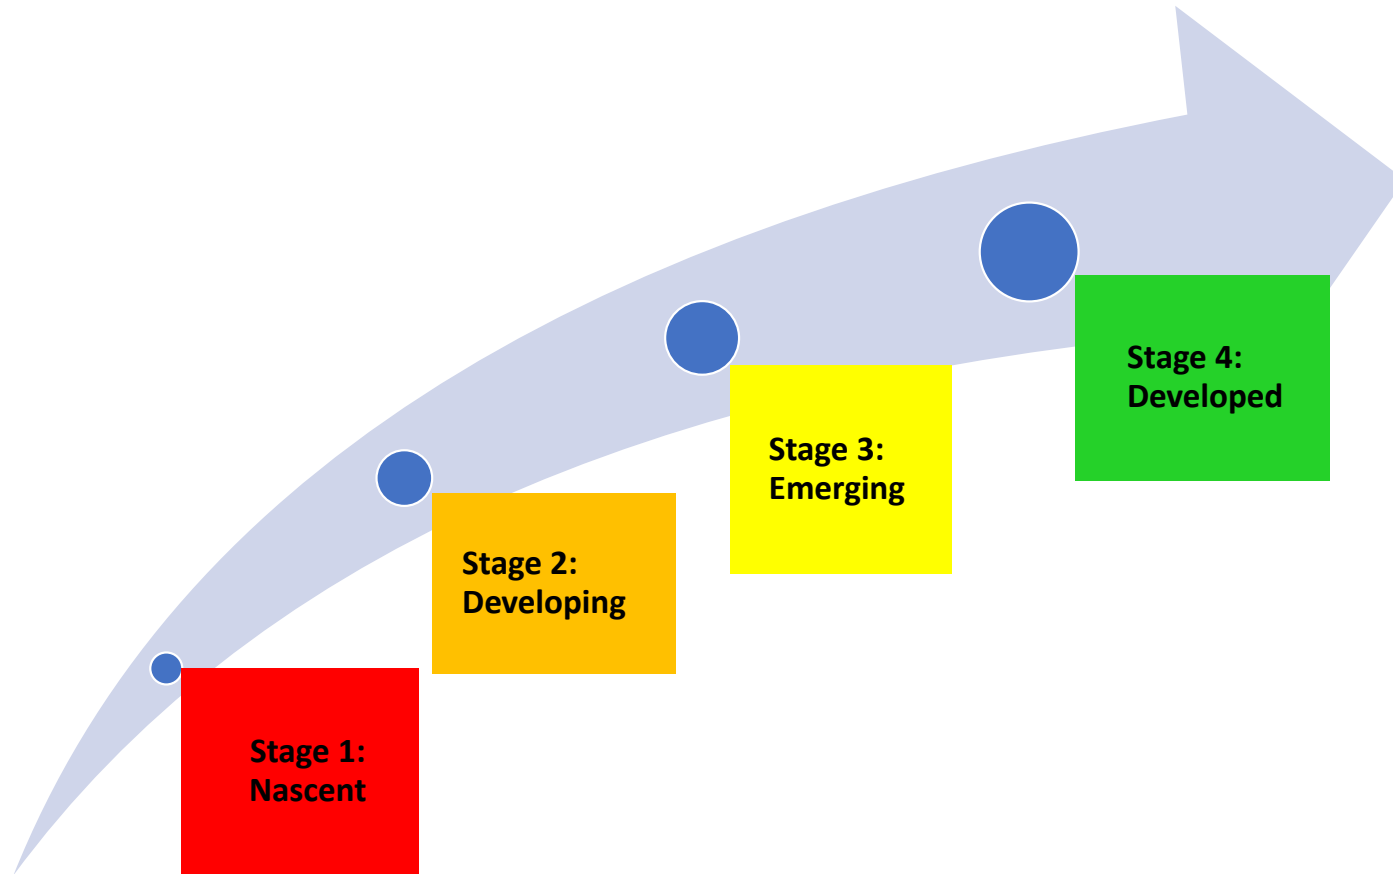 Stage 1:
Nascent
Stage 2:
Developing
Stage 3:
Emerging
Stage 4:
Developed